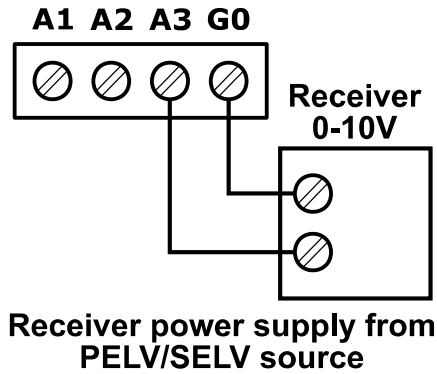 A1 A2 A3 G0
Receiver
0-10V
Receiver power supply from
PELV/SELV source